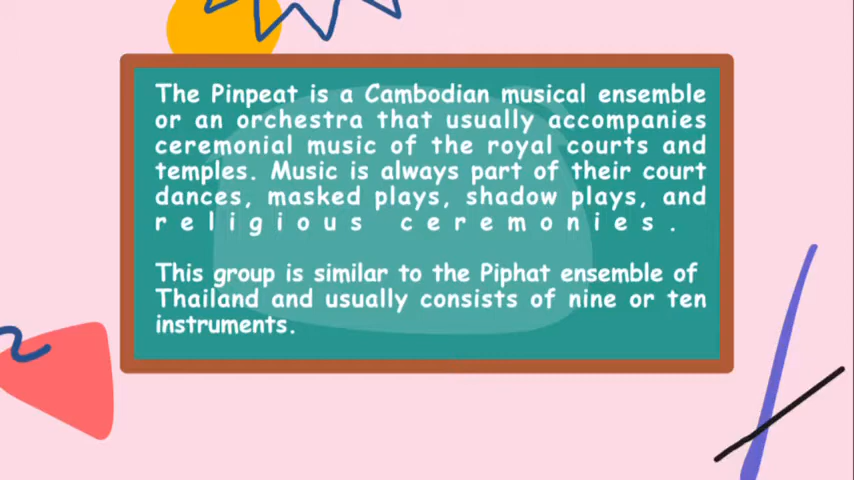 The Pinpeat is a Cambodian musical ensemble
or an orchestra that usually accompanies
ceremonial music of the royal courts and
temples. Music is always part of their court
dances, masked plays, shadow plays, and
religious ceremonies.
This group is similar to the Piphat ensemble of
Thailand and usually consists of nine or ten
instruments.